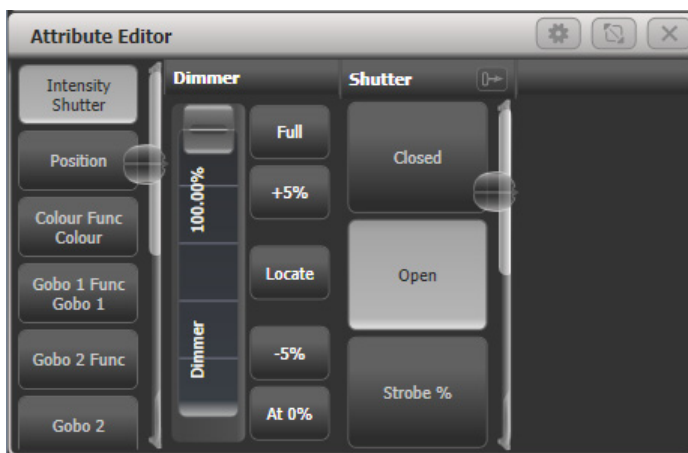 Attribute Editor
Intensity
Shutter
Position
Colour Func
Colour
Gobo 1 Func
Gobo 1
Gobo 2 Func
Gobo 2
Dimmer
100.00%
Dimmer
Full
+5%
Locate
-5%
At 0%
Shutter
Closed
Open
Strobe %